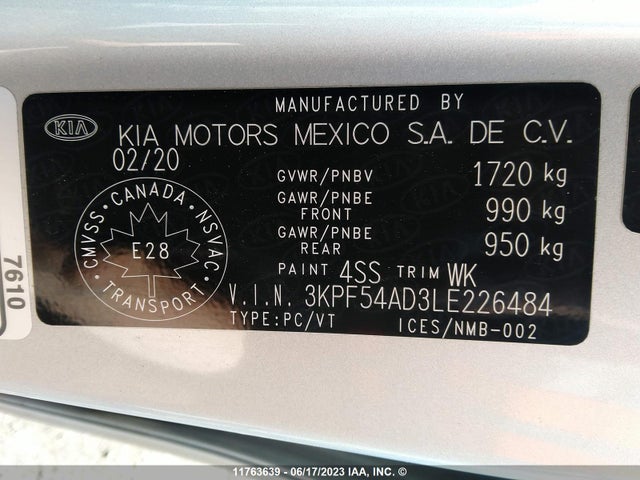 MANUFACTURED BY
KIA KIA MOTORS MEXICO S.A. DE C.V.
02/20
GVWR/PNBV 1720 kg
GAWR/PNBE FRONT 990 kg
GAWR/PNBE REAR 950 kg
CMVSS • CANADA • NSVAC
E28
TRANSPORT
PAINT 4SS TRIM WK
V.I.N. 3KPF54AD3LE226484
TYPE:PC/VT ICES/NMB-002
7610
11763639 - 06/17/2023 IAA, Inc. ©